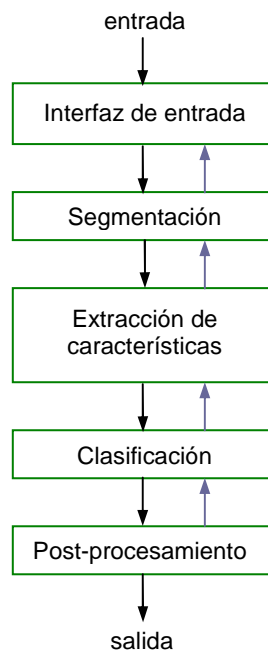 entrada
Interfaz de entrada
Segmentación
Extracción de
características
Clasificación
Post-procesamiento
salida